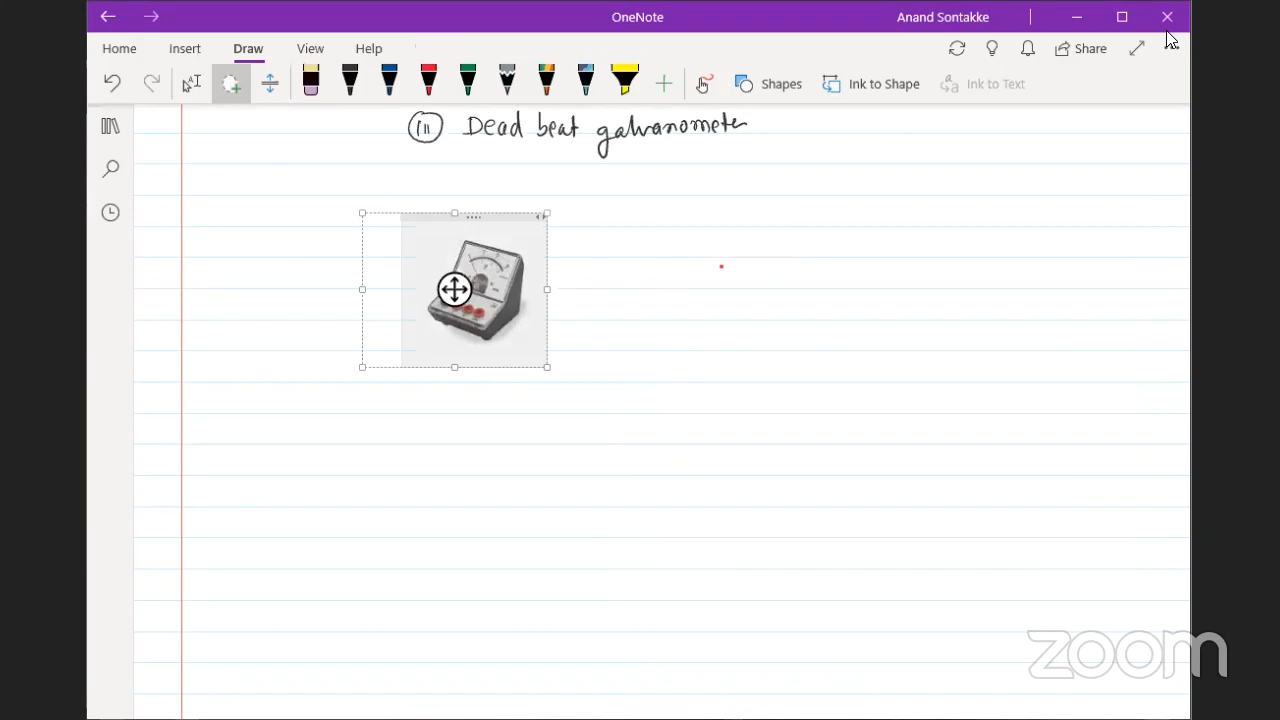 OneNote
Anand Sontakke
Home Insert Draw View Help
Share
Shapes Ink to Shape Ink to Text
(iii) Dead beat galvanometer
zoom